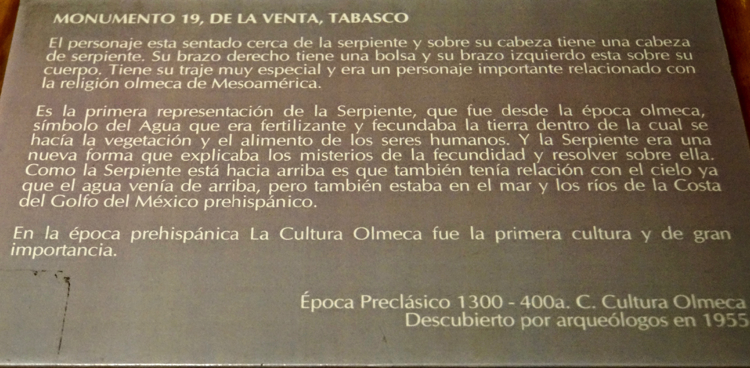 MONUMENTO 19, DE LA VENTA, TABASCO
El personaje esta sentado cerca de la serpiente y sobre su cabeza tiene una cabeza
de serpiente. Su brazo derecho tiene una bolsa y su brazo izquierdo esta sobre su
cuerpo. Tiene su traje muy especial y era un personaje importante relacionado con
la religión olmeca de Mesoamérica.
Es la primera representación de la Serpiente, que fue desde la época olmeca,
símbolo del Agua que era fertilizante y fecundaba la tierra dentro de la cual se
hacía la vegetación y el alimento de los seres humanos. Y la Serpiente era una
nueva forma que explicaba los misterios de la fecundidad y resolver sobre ella.
Como la Serpiente está hacia arriba es que también tenía relación con el cielo ya
que el agua venía de arriba, pero también estaba en el mar y los ríos de la Costa
del Golfo del México prehispánico.
En la época prehispánica La Cultura Olmeca fue la primera cultura y de gran
importancia.
Época Preclásico 1300 - 400a. C. Cultura Olmeca
Descubierto por arqueólogos en 1955